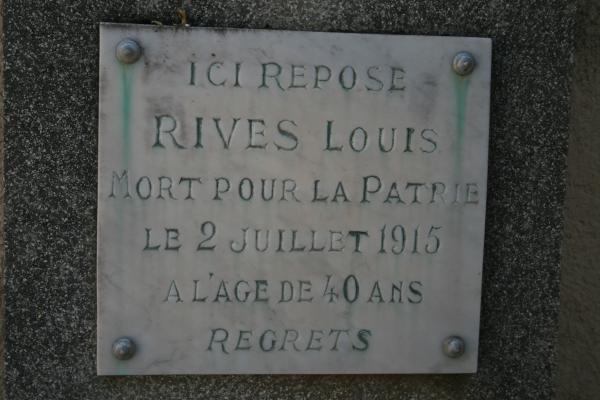 ICI REPOSE
RIVES LOUIS
MORT POUR LA PATRIE
LE 2 JUILLET 1915
A L'AGE DE 40 ANS
REGRETS